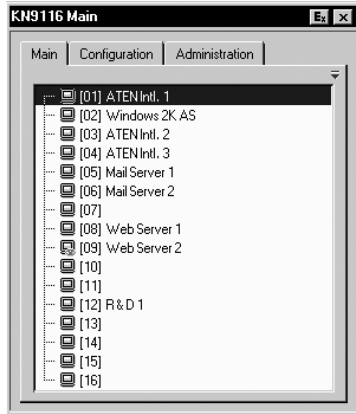 KN9116 Main
Ex
Main Configuration Administration
[01] ATEN Intl. 1
[02] Windows 2K AS
[03] ATEN Intl. 2
[04] ATEN Intl. 3
[05] Mail Server 1
[06] Mail Server 2
[07]
[08] Web Server 1
[09] Web Server 2
[10]
[11]
[12] R & D 1
[13]
[14]
[15]
[16]